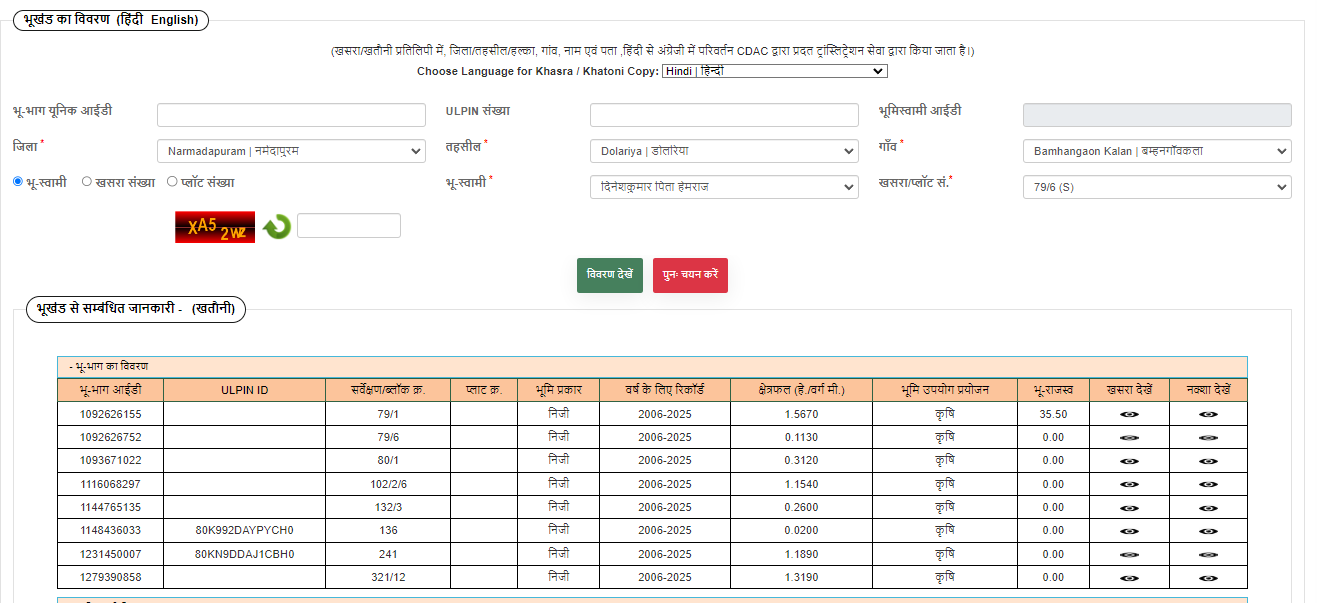 भूखंड का विवरण (हिंदी English)
(खसरा/खतौनी प्रतिलिपी में, जिला/तहसील/हल्का, गांव, नाम एवं पता ,हिंदी से अंग्रेजी में परिवर्तन CDAC द्वारा प्रदत ट्रांस्लिट्रेशन सेवा द्वारा किया जाता है।)
Choose Language for Khasra / Khatoni Copy: Hindi | हिन्दी
भू-भाग यूनिक आईडी ULPIN संख्या भूमिस्वामी आईडी
जिला * Narmadapuram | नर्मदापुरम तहसील * Dolariya | डोलरिया गाँव * Bamhangaon Kalan | बम्हनगाँवकला
भू-स्वामी खसरा संख्या प्लॉट संख्या भू-स्वामी * दिनेशकुमार पिता हेमराज खसरा/प्लॉट सं.* 79/6 (S)
XA5 2WZ
विवरण देखें पुनः चयन करें
भूखंड से सम्बंधित जानकारी - (खतौनी)
- भू-भाग का विवरण
भू-भाग आईडी ULPIN ID सर्वेक्षण/ब्लॉक क्र. प्लाट क्र. भूमि प्रकार वर्ष के लिए रिकॉर्ड क्षेत्रफल (हे./वर्ग मी.) भूमि उपयोग प्रयोजन भू-राजस्व खसरा देखें नक्शा देखें
1092626155 79/1 निजी 2006-2025 1.5670 कृषि 35.50
1092626752 79/6 निजी 2006-2025 0.1130 कृषि 0.00
1093671022 80/1 निजी 2006-2025 0.3120 कृषि 0.00
1116068297 102/2/6 निजी 2006-2025 1.1540 कृषि 0.00
1144765135 132/3 निजी 2006-2025 0.2600 कृषि 0.00
1148436033 80K992DAYPYCH0 136 निजी 2006-2025 0.0200 कृषि 0.00
1231450007 80KN9DDAJ1CBH0 241 निजी 2006-2025 1.1890 कृषि 0.00
1279390858 321/12 निजी 2006-2025 1.3190 कृषि 0.00